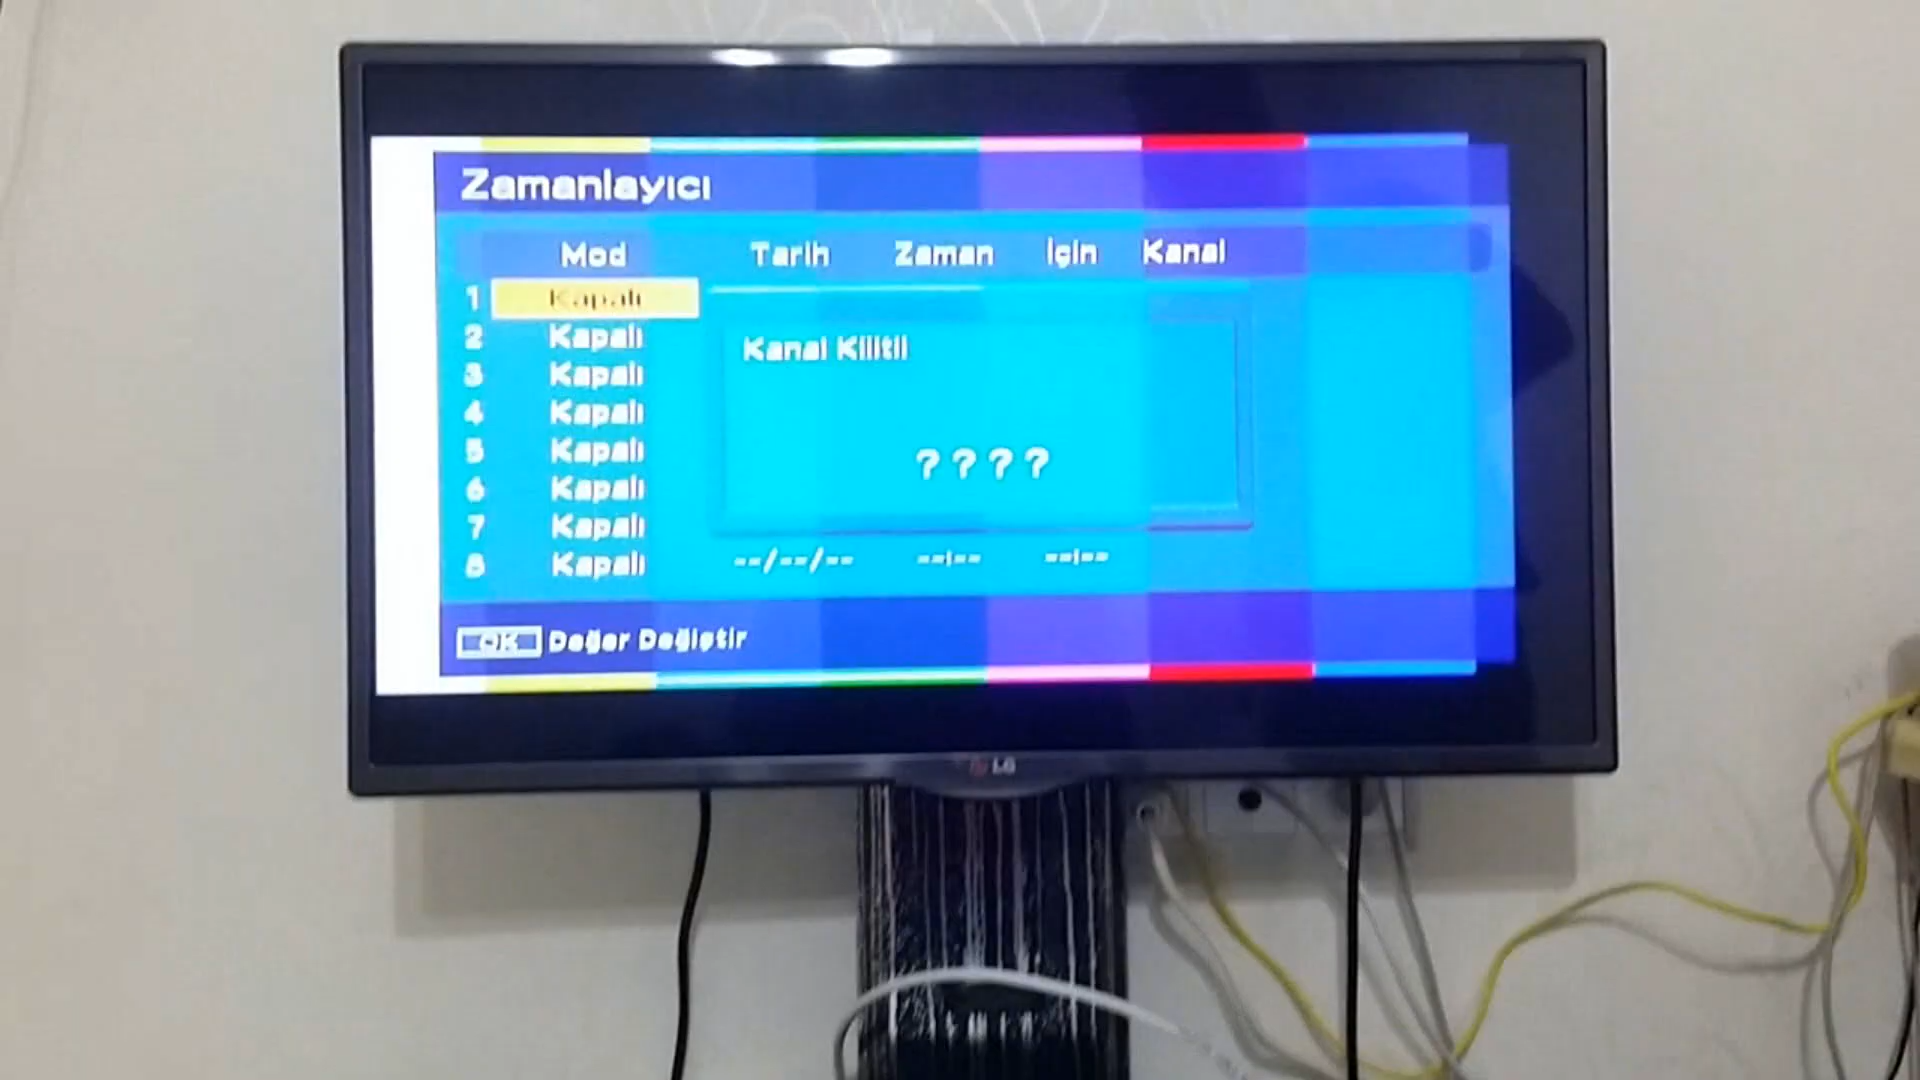 Zamanlayıcı
Mod Tarih Zaman İçin Kanal
1 Kapalı
2 Kapalı
3 Kapalı
4 Kapalı
5 Kapalı
6 Kapalı
7 Kapalı
8 Kapalı --/--/-- --:-- --:--
Kanal Kilitli
????
OK Değer Değiştir
LG